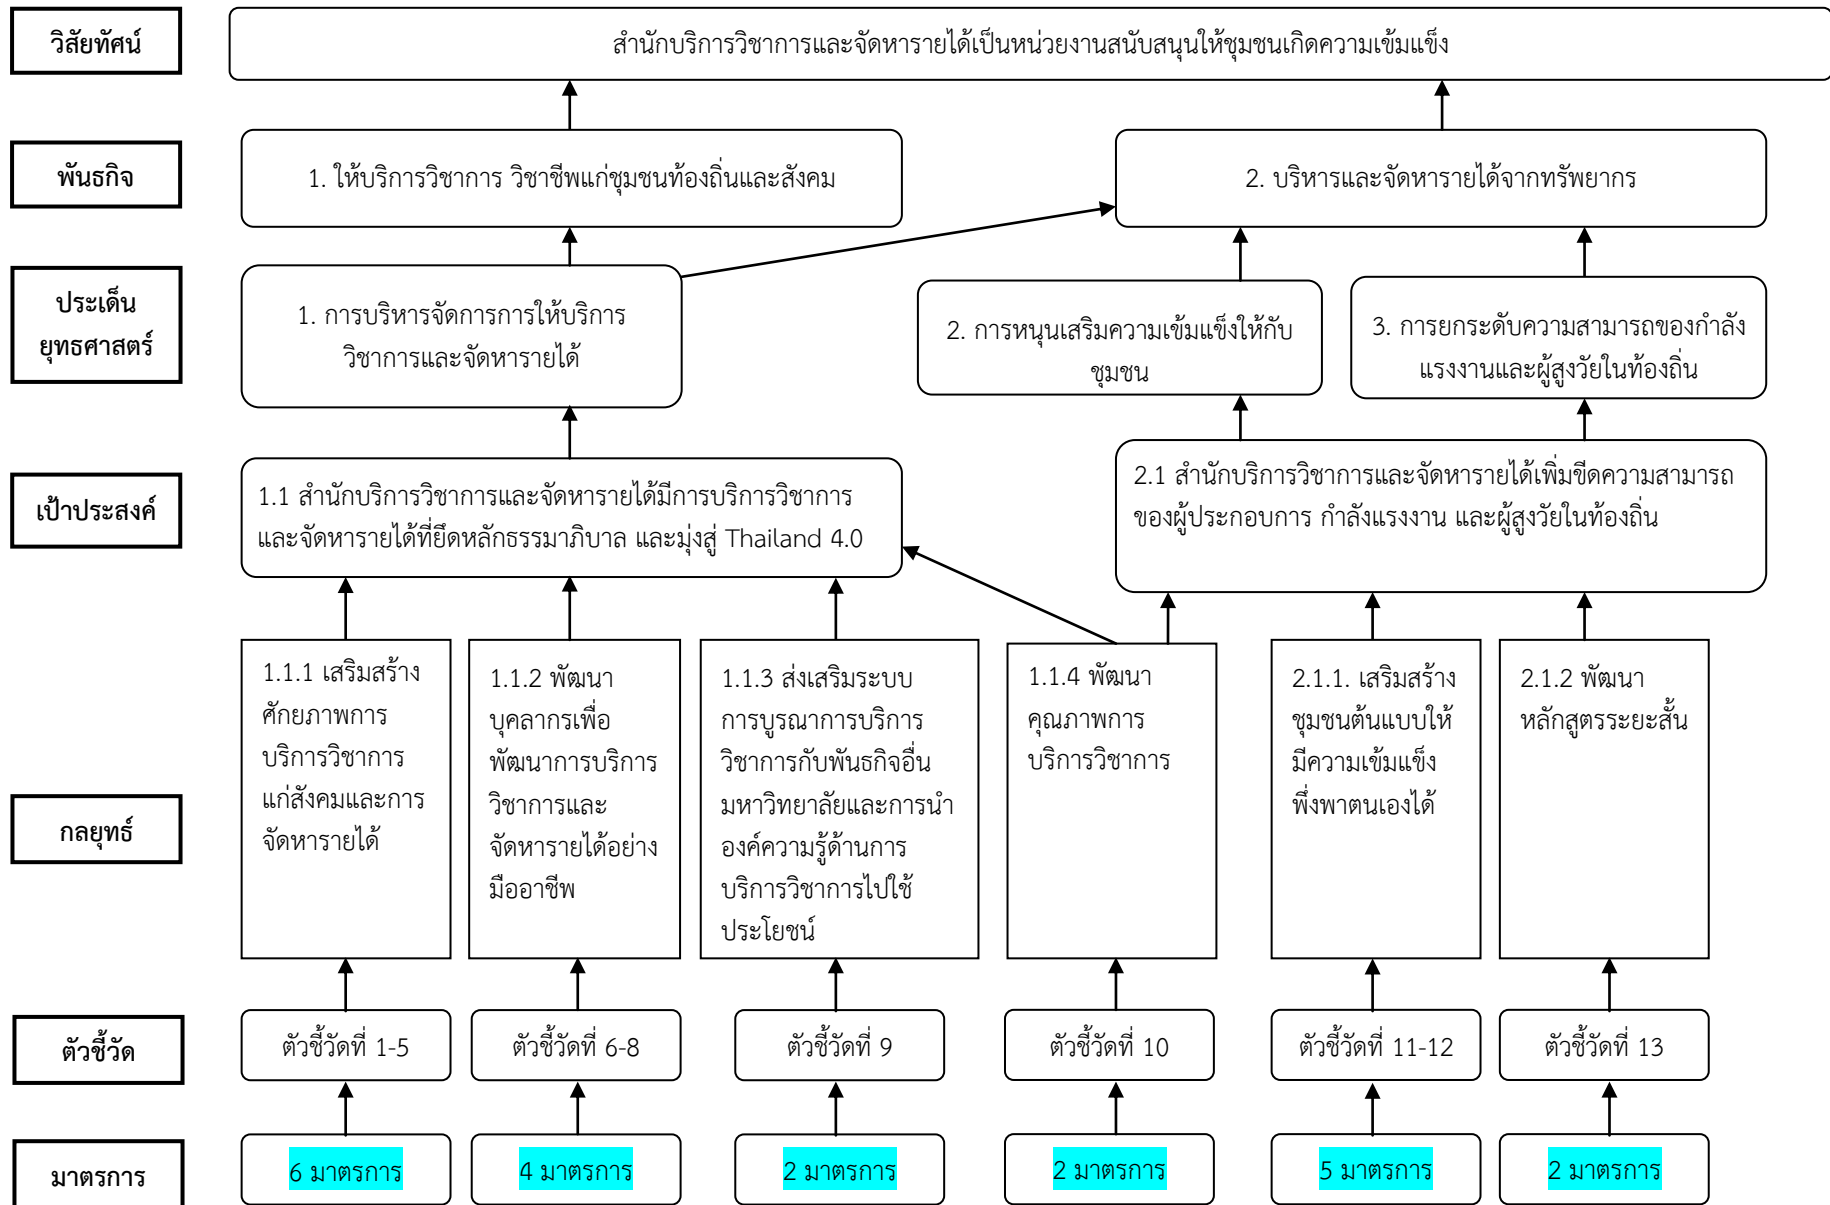 วิสัยทัศน์
สำนักบริการวิชาการและจัดหารายได้เป็นหน่วยงานสนับสนุนให้ชุมชนเกิดความเข้มแข็ง
พันธกิจ
1. ให้บริการวิชาการ วิชาชีพแก่ชุมชนท้องถิ่นและสังคม
2. บริหารและจัดหารายได้จากทรัพยากร
ประเด็น
ยุทธศาสตร์
1. การบริหารจัดการการให้บริการ
วิชาการและจัดหารายได้
2. การหนุนเสริมความเข้มแข็งให้กับ
ชุมชน
3. การยกระดับความสามารถของกำลัง
แรงงานและผู้สูงวัยในท้องถิ่น
เป้าประสงค์
1.1 สำนักบริการวิชาการและจัดหารายได้มีการบริการวิชาการ
และจัดหารายได้ที่ยึดหลักธรรมาภิบาล และมุ่งสู่ Thailand 4.0
2.1 สำนักบริการวิชาการและจัดหารายได้เพิ่มขีดความสามารถ
ของผู้ประกอบการ กำลังแรงงาน และผู้สูงวัยในท้องถิ่น
กลยุทธ์
1.1.1 เสริมสร้าง
ศักยภาพการ
บริการวิชาการ
แก่สังคมและการ
จัดหารายได้
1.1.2 พัฒนา
บุคลากรเพื่อ
พัฒนาการบริการ
วิชาการและ
จัดหารายได้อย่าง
มืออาชีพ
1.1.3 ส่งเสริมระบบ
การบูรณาการบริการ
วิชาการกับพันธกิจอื่น
มหาวิทยาลัยและการนำ
องค์ความรู้ด้านการ
บริการวิชาการไปใช้
ประโยชน์
1.1.4 พัฒนา
คุณภาพการ
บริการวิชาการ
2.1.1. เสริมสร้าง
ชุมชนต้นแบบให้
มีความเข้มแข็ง
พึ่งพาตนเองได้
2.1.2 พัฒนา
หลักสูตรระยะสั้น
ตัวชี้วัด
ตัวชี้วัดที่ 1-5
ตัวชี้วัดที่ 6-8
ตัวชี้วัดที่ 9
ตัวชี้วัดที่ 10
ตัวชี้วัดที่ 11-12
ตัวชี้วัดที่ 13
มาตรการ
6 มาตรการ
4 มาตรการ
2 มาตรการ
2 มาตรการ
5 มาตรการ
2 มาตรการ